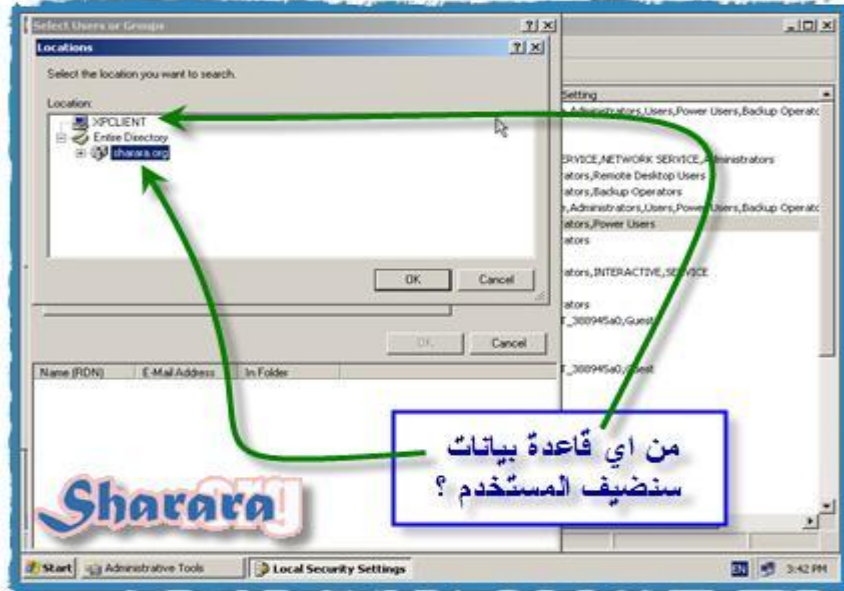 Select Users or Groups
Locations
Select the location you want to search.
Location:
XPCLIENT
Entire Directory
sharara.org
OK
Cancel
OK
Cancel
Name (RDN)
E-Mail Address
In Folder
Setting
Administrators,Users,Power Users,Backup Operato
ERVICE,NETWORK SERVICE,Administrators
ators,Remote Desktop Users
ators,Backup Operators
,Administrators,Users,Power Users,Backup Operato
ators,Power Users
ators
ators,INTERACTIVE,SERVICE
ators
T_388945a0,Guest
T_388945a0,Guest
من اي قاعدة بيانات
سنضيف المستخدم ؟
Sharara
org
Start
Administrative Tools
Local Security Settings
EN
3:42 PM